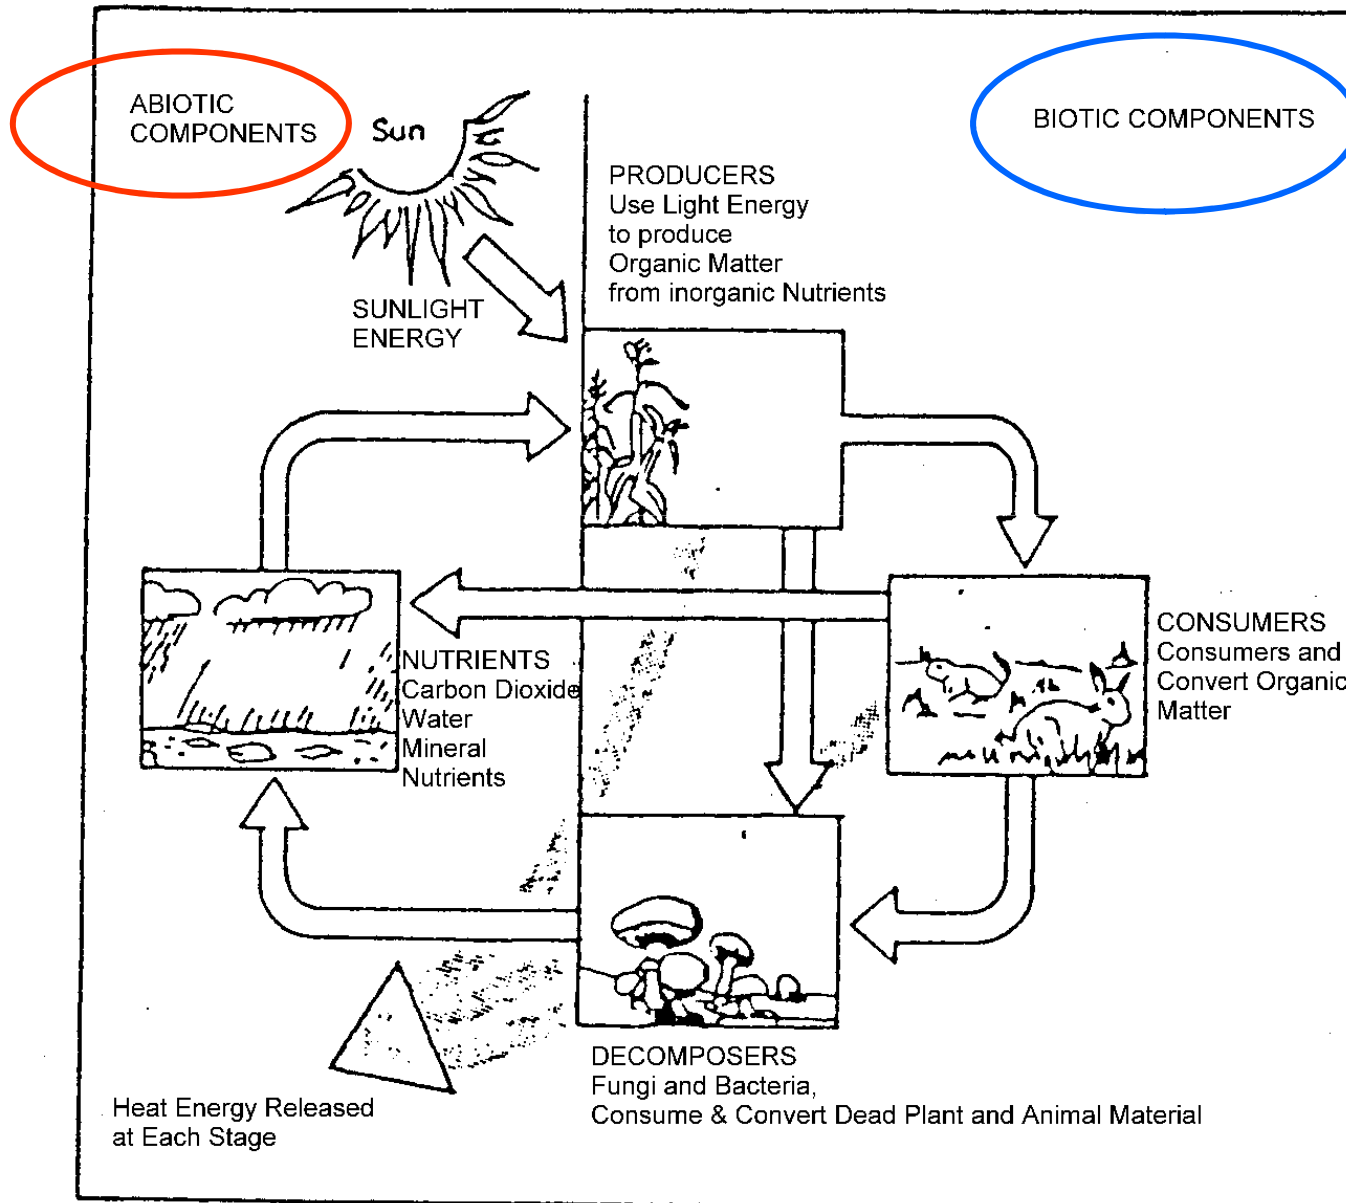 ABIOTIC
COMPONENTS
Sun
BIOTIC COMPONENTS
PRODUCERS
Use Light Energy
to produce
Organic Matter
from inorganic Nutrients
SUNLIGHT
ENERGY
NUTRIENTS
Carbon Dioxide
Water
Mineral
Nutrients
CONSUMERS
Consumers and
Convert Organic
Matter
DECOMPOSERS
Fungi and Bacteria,
Consume & Convert Dead Plant and Animal Material
Heat Energy Released
at Each Stage